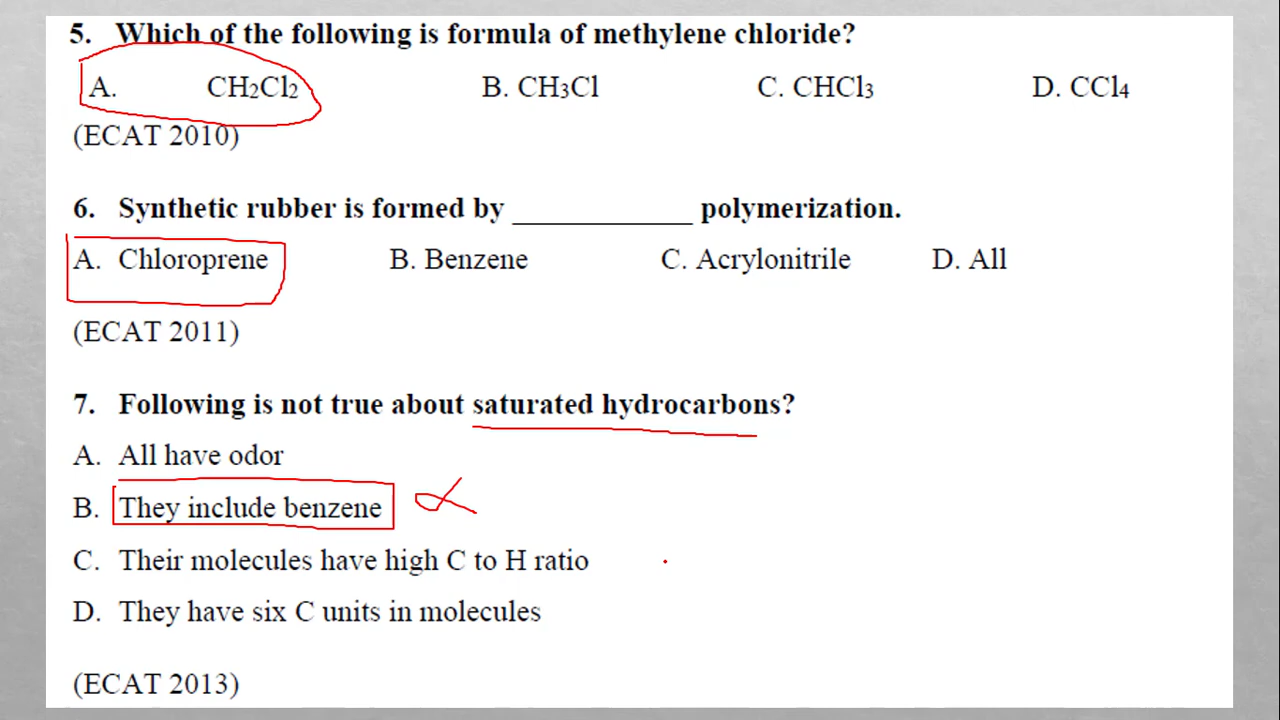 5. Which of the following is formula of methylene chloride?
A. CH₂Cl₂ B. CH₃Cl C. CHCl₃ D. CCl₄
(ECAT 2010)
6. Synthetic rubber is formed by ____________ polymerization.
A. Chloroprene B. Benzene C. Acrylonitrile D. All
(ECAT 2011)
7. Following is not true about saturated hydrocarbons?
A. All have odor
B. They include benzene
C. Their molecules have high C to H ratio
D. They have six C units in molecules
(ECAT 2013)